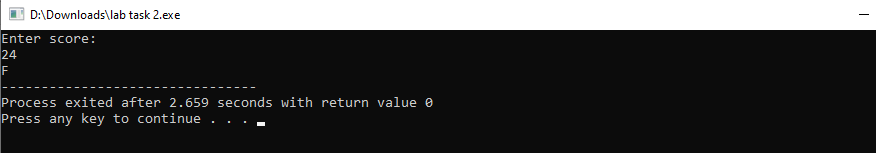 D:\Downloads\lab task 2.exe
Enter score:
24
F
--------------------------------
Process exited after 2.659 seconds with return value 0
Press any key to continue . . .